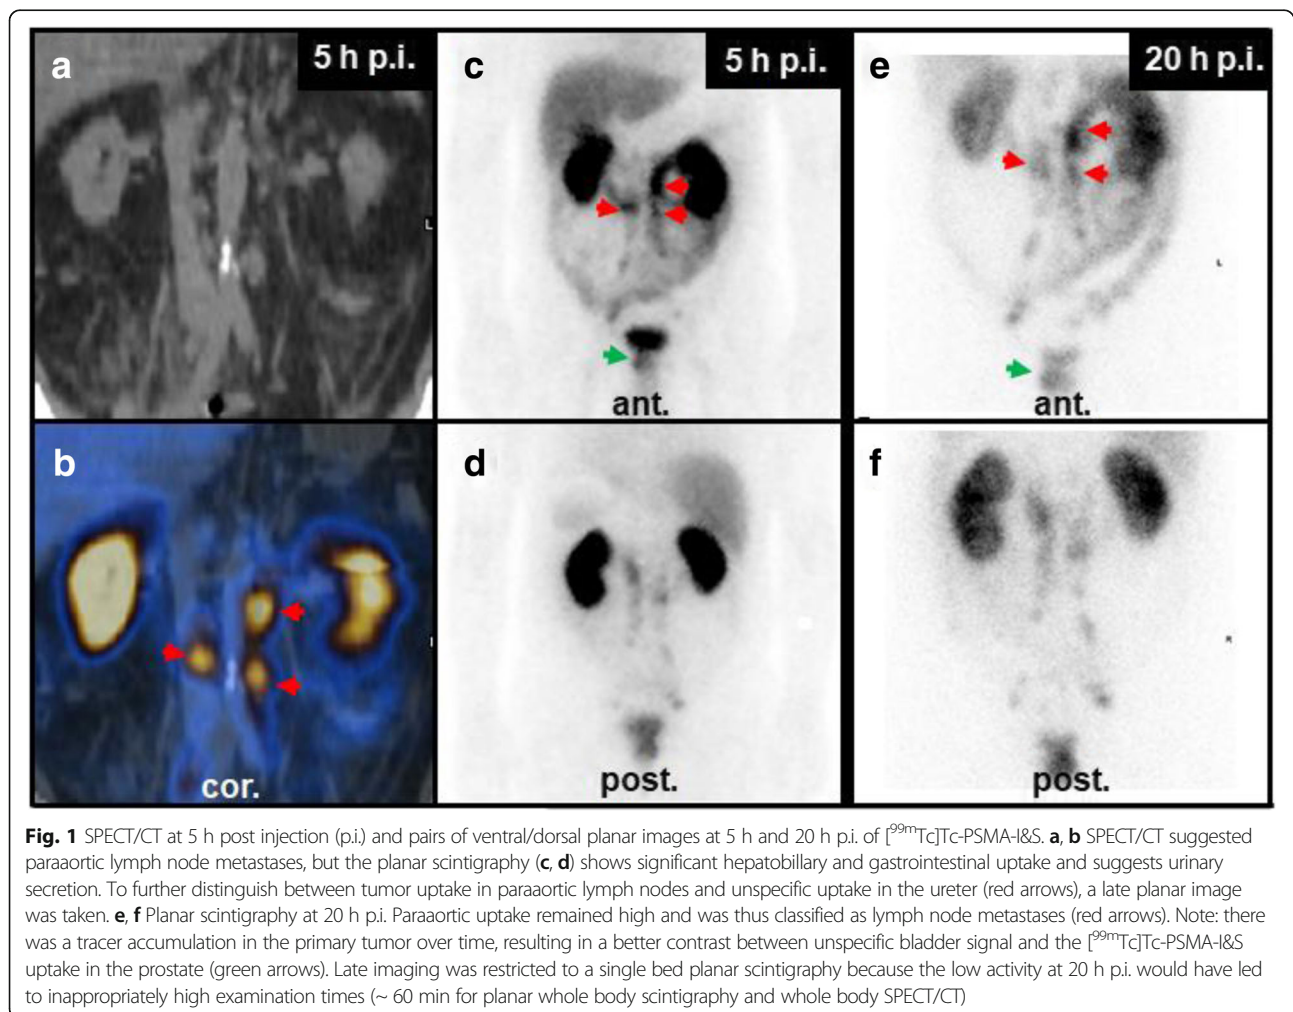 a
5 h p.i.
L
c
5 h p.i.
ant.
e
20 h p.i.
L
ant.
b
cor.
d
post.
f
R
post.
Fig. 1 SPECT/CT at 5 h post injection (p.i.) and pairs of ventral/dorsal planar images at 5 h and 20 h p.i. of [99mTc]Tc-PSMA-I&S. a, b SPECT/CT suggested
paraaortic lymph node metastases, but the planar scintigraphy (c, d) shows significant hepatobillary and gastrointestinal uptake and suggests urinary
secretion. To further distinguish between tumor uptake in paraaortic lymph nodes and unspecific uptake in the ureter (red arrows), a late planar image
was taken. e, f Planar scintigraphy at 20 h p.i. Paraaortic uptake remained high and was thus classified as lymph node metastases (red arrows). Note: there
was a tracer accumulation in the primary tumor over time, resulting in a better contrast between unspecific bladder signal and the [99mTc]Tc-PSMA-I&S
uptake in the prostate (green arrows). Late imaging was restricted to a single bed planar scintigraphy because the low activity at 20 h p.i. would have led
to inappropriately high examination times (~ 60 min for planar whole body scintigraphy and whole body SPECT/CT)